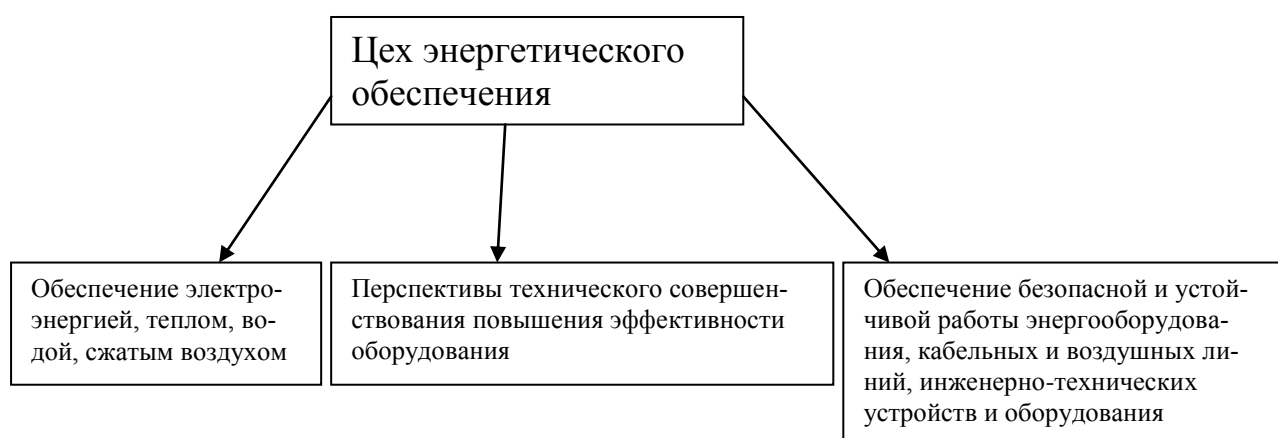 Цех энергетического
обеспечения
Обеспечение электро-
энергией, теплом, во-
дой, сжатым воздухом
Перспективы технического совершен-
ствования повышения эффективности
оборудования
Обеспечение безопасной и устой-
чивой работы энергооборудова-
ния, кабельных и воздушных ли-
ний, инженерно-технических
устройств и оборудования